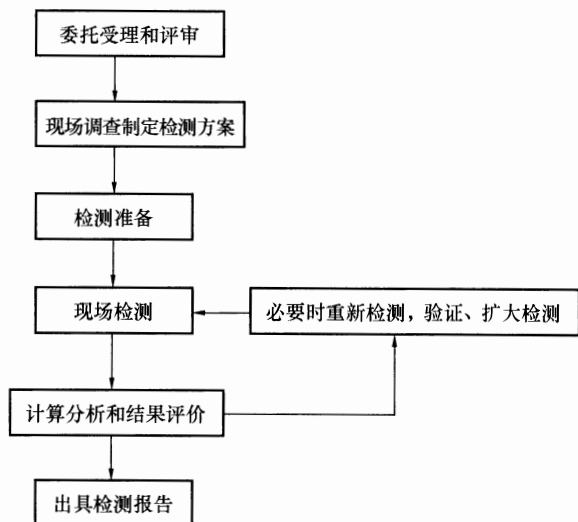 委托受理和评审
现场调查制定检测方案
检测准备
现场检测
必要时重新检测，验证、扩大检测
计算分析和结果评价
出具检测报告